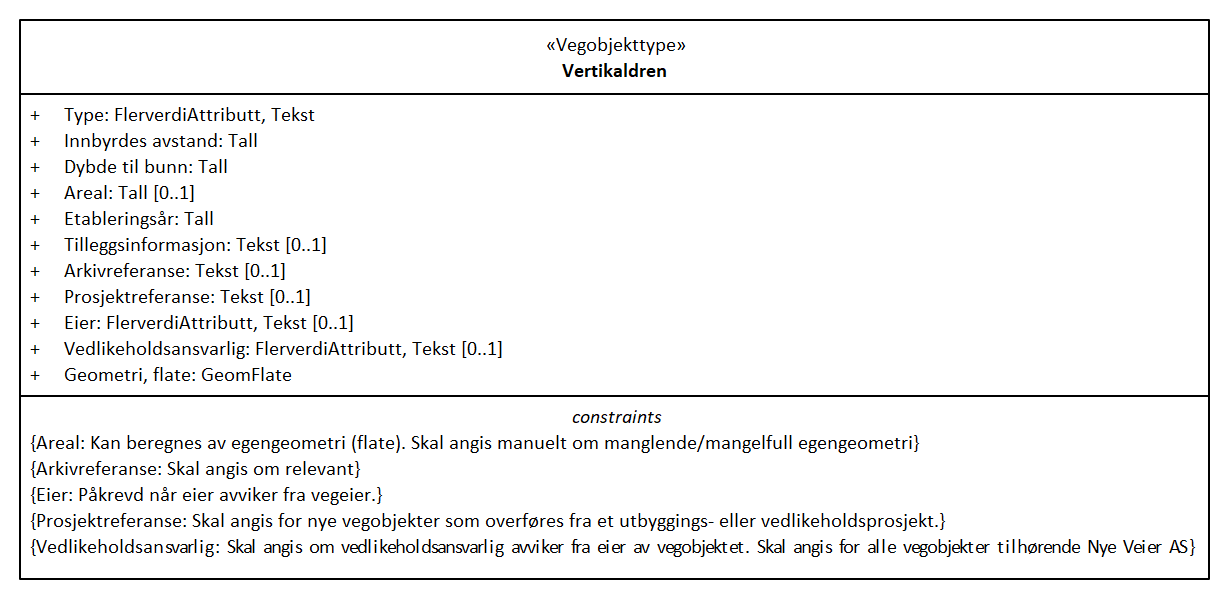 «Vegobjekttype»
Vertikaldren
+ Type: FlerverdiAttributt, Tekst
+ Innbyrdes avstand: Tall
+ Dybde til bunn: Tall
+ Areal: Tall [0..1]
+ Etableringsår: Tall
+ Tilleggsinformasjon: Tekst [0..1]
+ Arkivreferanse: Tekst [0..1]
+ Prosjektreferanse: Tekst [0..1]
+ Eier: FlerverdiAttributt, Tekst [0..1]
+ Vedlikeholdsansvarlig: FlerverdiAttributt, Tekst [0..1]
+ Geometri, flate: GeomFlate
constraints
{Areal: Kan beregnes av egengeometri (flate). Skal angis manuelt om manglende/mangelfull egengeometri}
{Arkivreferanse: Skal angis om relevant}
{Eier: Påkrevd når eier avviker fra vegeier.}
{Prosjektreferanse: Skal angis for nye vegobjekter som overføres fra et utbyggings- eller vedlikeholdsprosjekt.}
{Vedlikeholdsansvarlig: Skal angis om vedlikeholdsansvarlig avviker fra eier av vegobjektet. Skal angis for alle vegobjekter tilhørende Nye Veier AS}